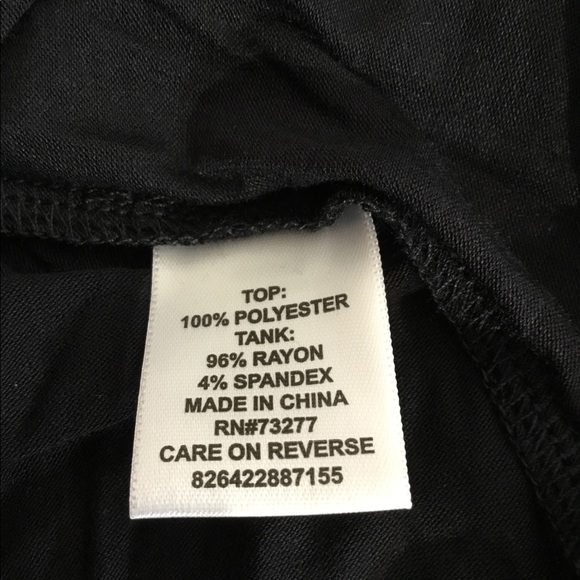 TOP:
100% POLYESTER
TANK:
96% RAYON
4% SPANDEX
MADE IN CHINA
RN#73277
CARE ON REVERSE
826422887155